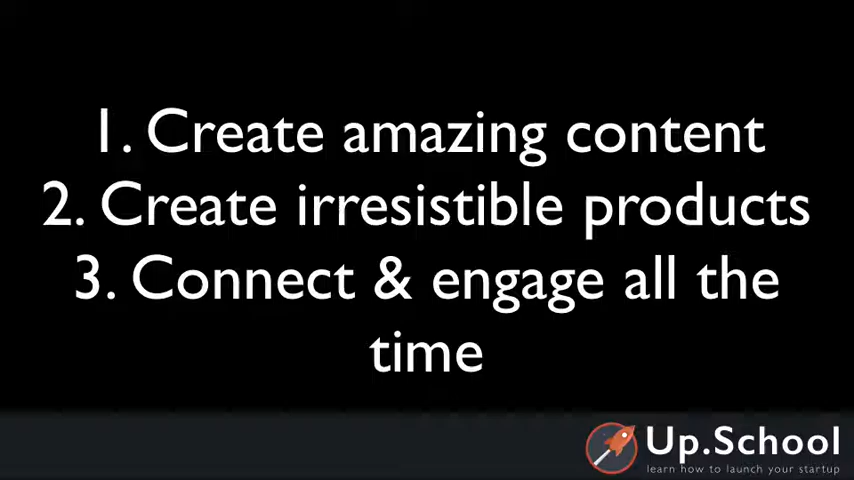 1. Create amazing content
2. Create irresistible products
3. Connect & engage all the
time
Up.School
learn how to launch your startup